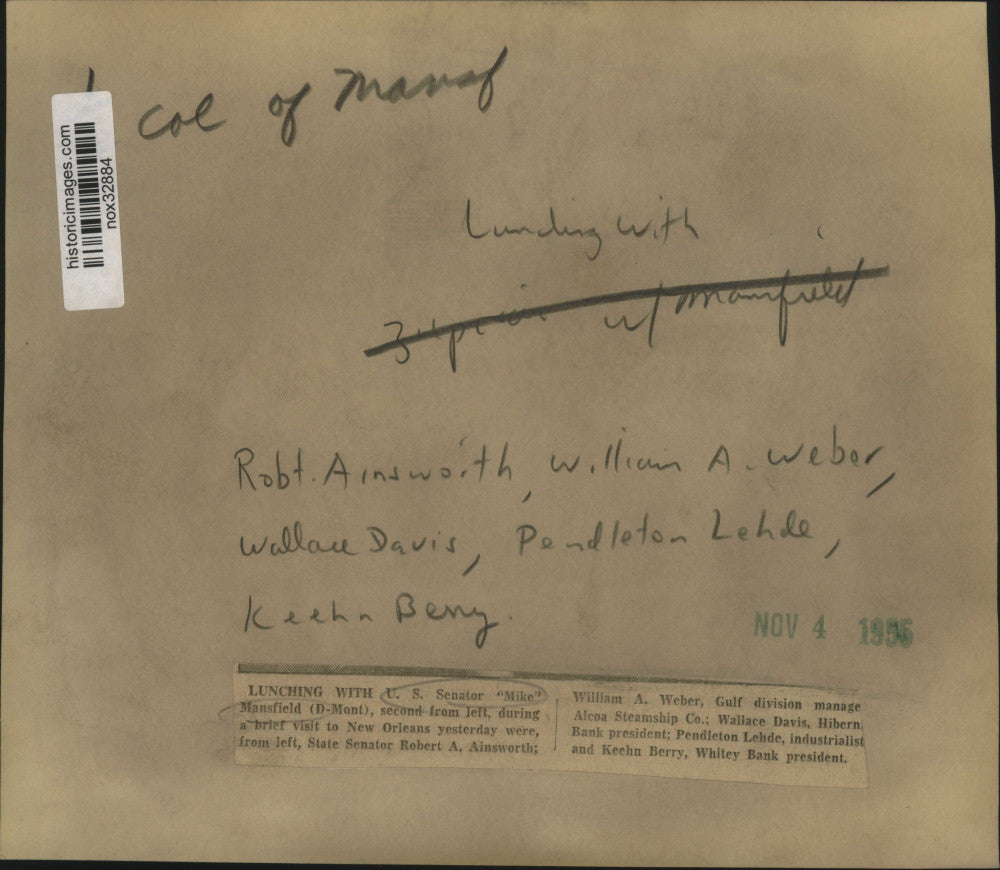 1 col of Mansf
historicimages.com
nox32884
Lunching with
w/ Mansfield
Robt. Ainsworth, William A. Weber,
Wallace Davis, Pendleton Lehde,
Keehn Berry.
NOV 4 1955
LUNCHING WITH U. S. Senator "Mike"
Mansfield (D-Mont), second from left, during
a brief visit to New Orleans yesterday were,
from left, State Senator Robert A. Ainsworth;
William A. Weber, Gulf division manage
Alcoa Steamship Co.; Wallace Davis, Hibern
Bank president; Pendleton Lehde, industrialist
and Keehn Berry, Whitey Bank president.